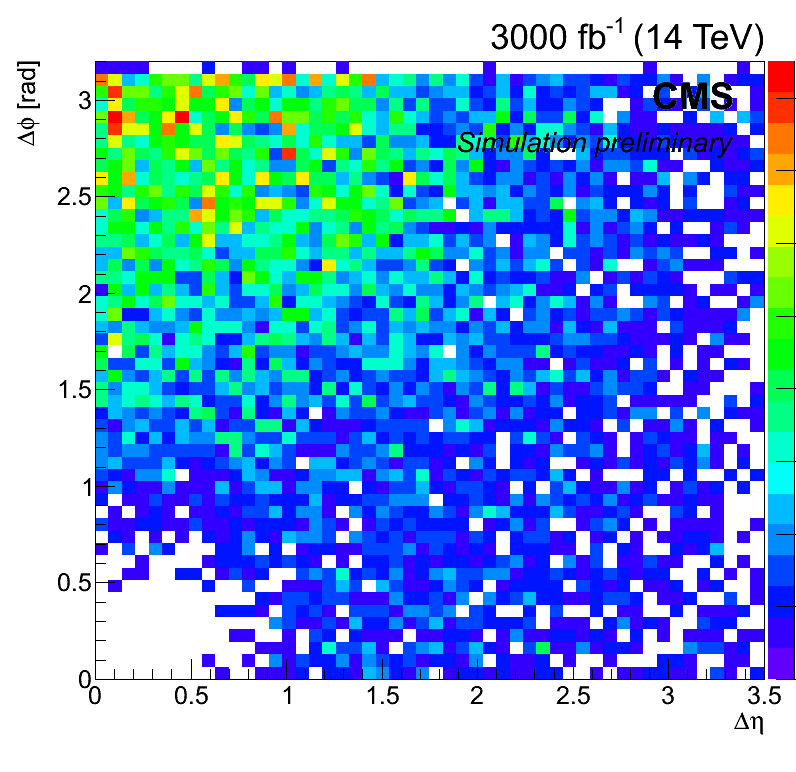 3000 fb-1 (14 TeV)
CMS
Simulation preliminary
Δϕ [rad]
3
2.5
2
1.5
1
0.5
0
0 0.5 1 1.5 2 2.5 3 3.5
Δη